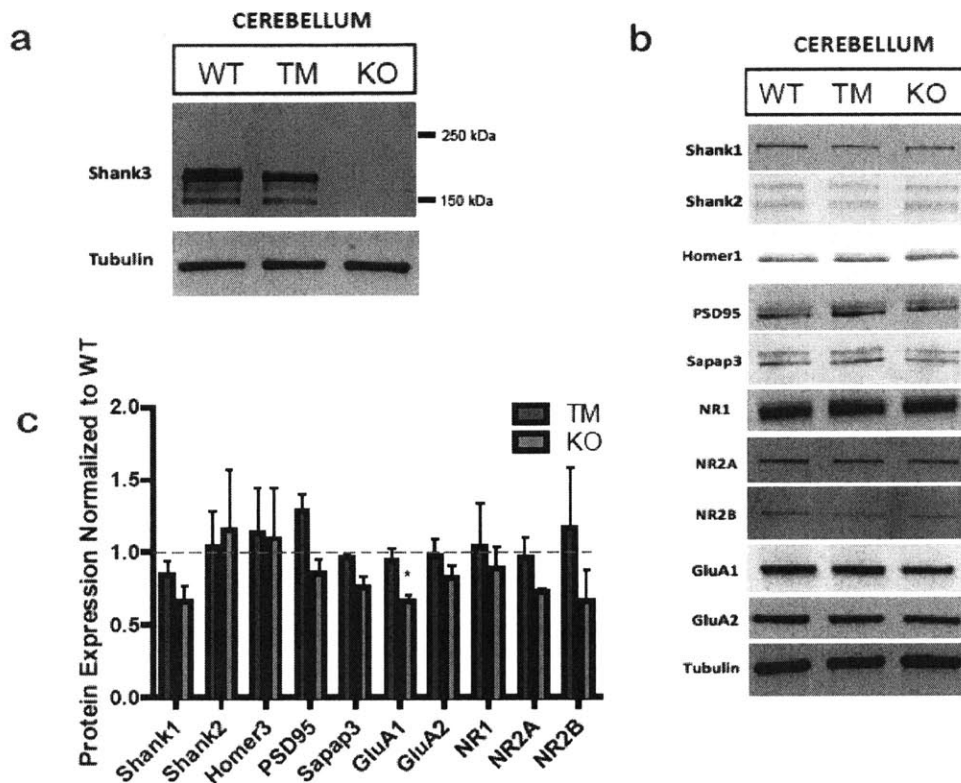 a
CEREBELLUM
WT TM KO
250 kDa
Shank3
150 kDa
Tubulin
b
CEREBELLUM
WT TM KO
Shank1
Shank2
Homer1
PSD95
Sapap3
NR1
NR2A
NR2B
GluA1
GluA2
Tubulin
c
Protein Expression Normalized to WT
2.0
1.5
1.0
0.5
0.0
TM
KO
*
Shank1
Shank2
Homer3
PSD95
Sapap3
GluA1
GluA2
NR1
NR2A
NR2B